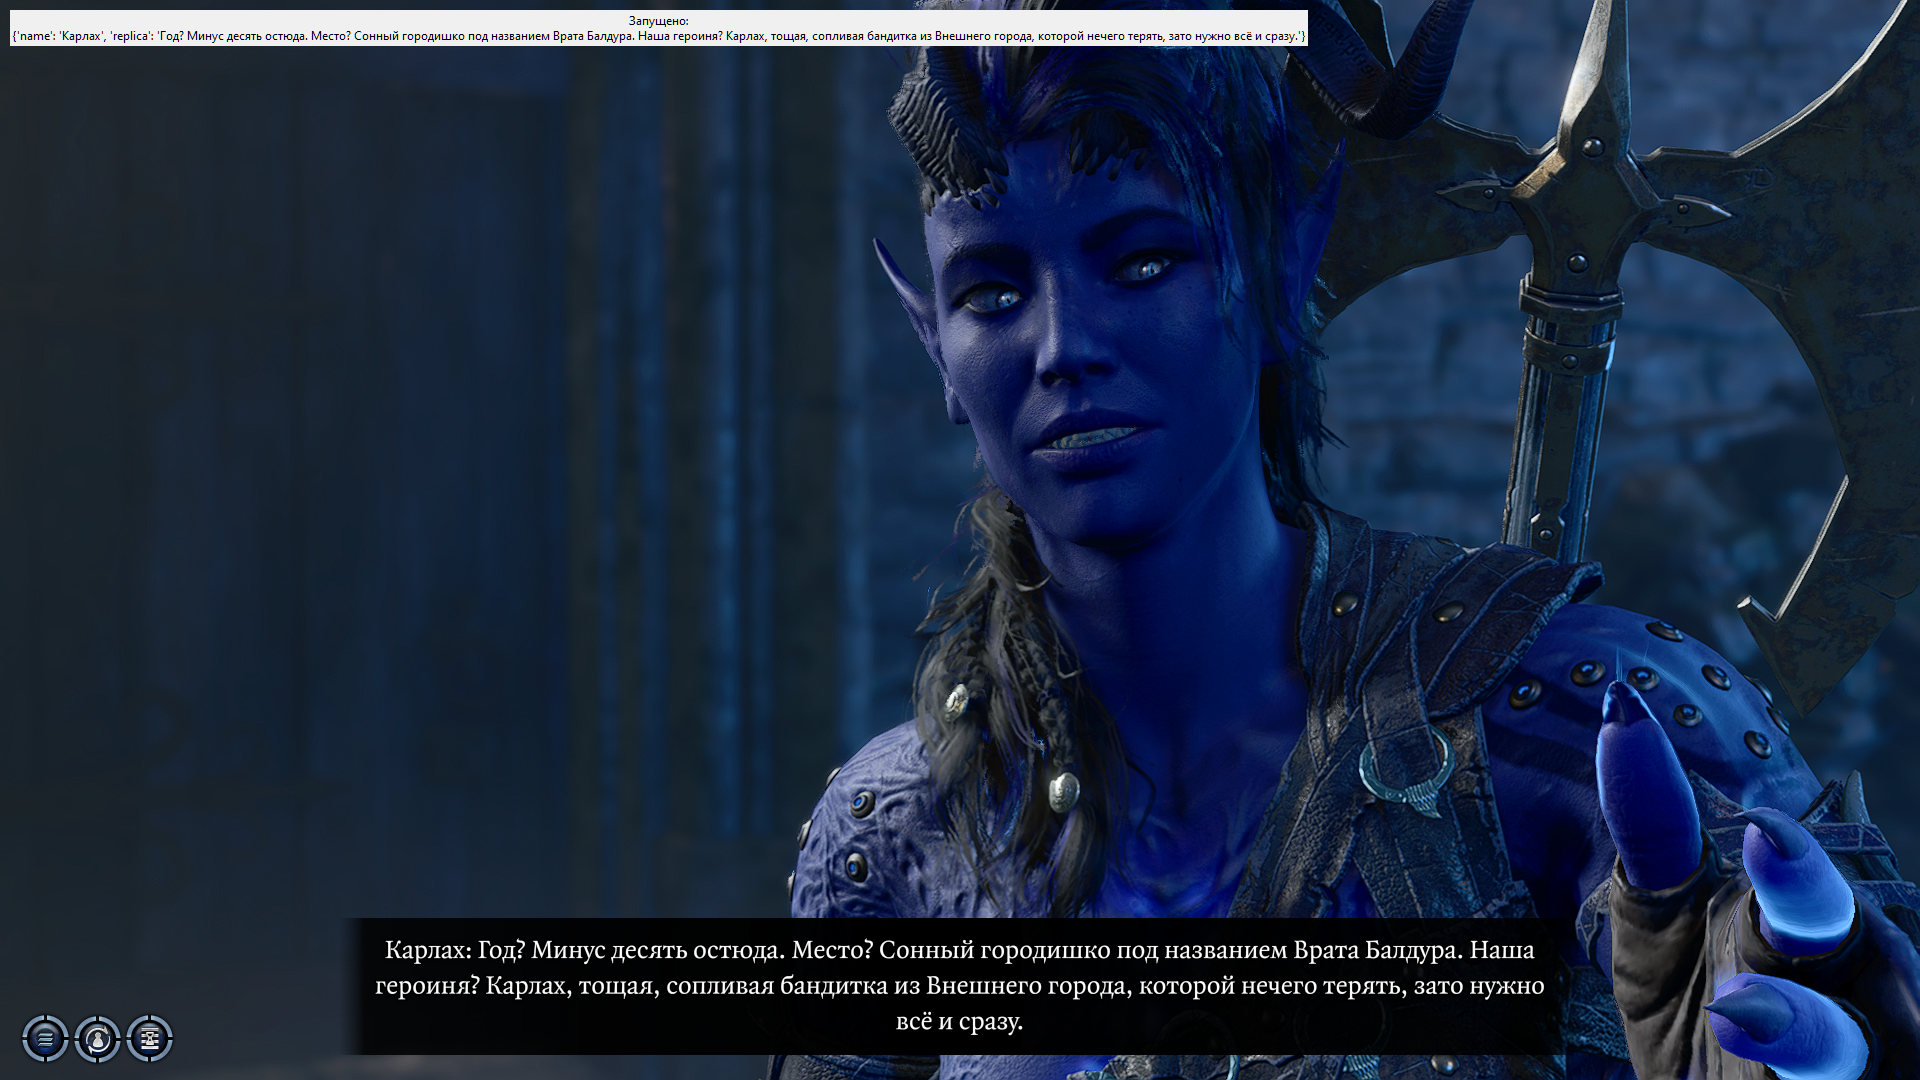 Запущено:
{'name': 'Карлах', 'replica': 'Год? Минус десять остюда. Место? Сонный городишко под названием Врата Балдура. Наша героиня? Карлах, тощая, сопливая бандитка из Внешнего города, которой нечего терять, зато нужно всё и сразу.'}
Карлах: Год? Минус десять остюда. Место? Сонный городишко под названием Врата Балдура. Наша
героиня? Карлах, тощая, сопливая бандитка из Внешнего города, которой нечего терять, зато нужно
всё и сразу.